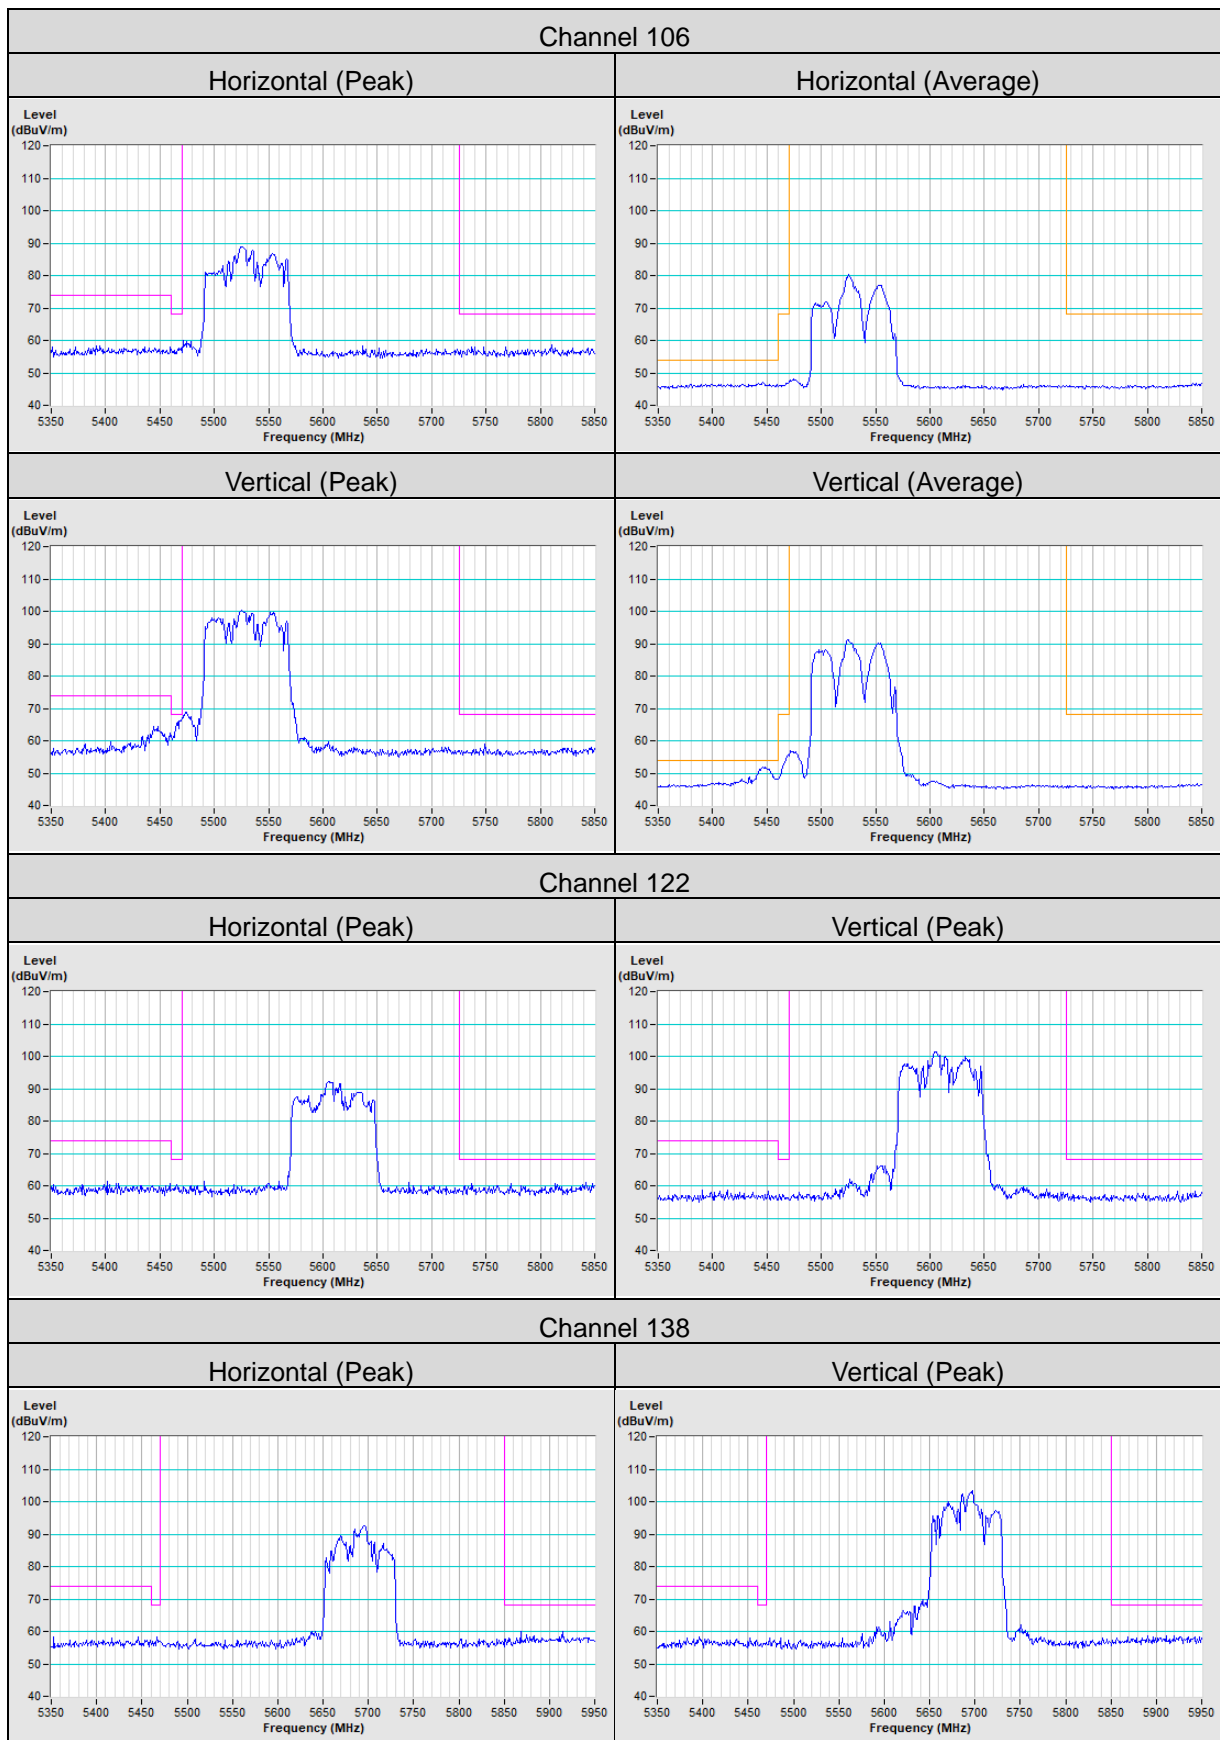 Channel 106
Horizontal (Peak)
Horizontal (Average)
Level
(dBuV/m)
120
110
100
90
80
70
60
50
40
5350 5400 5450 5500 5550 5600 5650 5700 5750 5800 5850
Frequency (MHz)
Level
(dBuV/m)
120
110
100
90
80
70
60
50
40
5350 5400 5450 5500 5550 5600 5650 5700 5750 5800 5850
Frequency (MHz)
Vertical (Peak)
Vertical (Average)
Level
(dBuV/m)
120
110
100
90
80
70
60
50
40
5350 5400 5450 5500 5550 5600 5650 5700 5750 5800 5850
Frequency (MHz)
Level
(dBuV/m)
120
110
100
90
80
70
60
50
40
5350 5400 5450 5500 5550 5600 5650 5700 5750 5800 5850
Frequency (MHz)
Channel 122
Horizontal (Peak)
Vertical (Peak)
Level
(dBuV/m)
120
110
100
90
80
70
60
50
40
5350 5400 5450 5500 5550 5600 5650 5700 5750 5800 5850
Frequency (MHz)
Level
(dBuV/m)
120
110
100
90
80
70
60
50
40
5350 5400 5450 5500 5550 5600 5650 5700 5750 5800 5850
Frequency (MHz)
Channel 138
Horizontal (Peak)
Vertical (Peak)
Level
(dBuV/m)
120
110
100
90
80
70
60
50
40
5350 5400 5450 5500 5550 5600 5650 5700 5750 5800 5850 5900 5950
Frequency (MHz)
Level
(dBuV/m)
120
110
100
90
80
70
60
50
40
5350 5400 5450 5500 5550 5600 5650 5700 5750 5800 5850 5900 5950
Frequency (MHz)